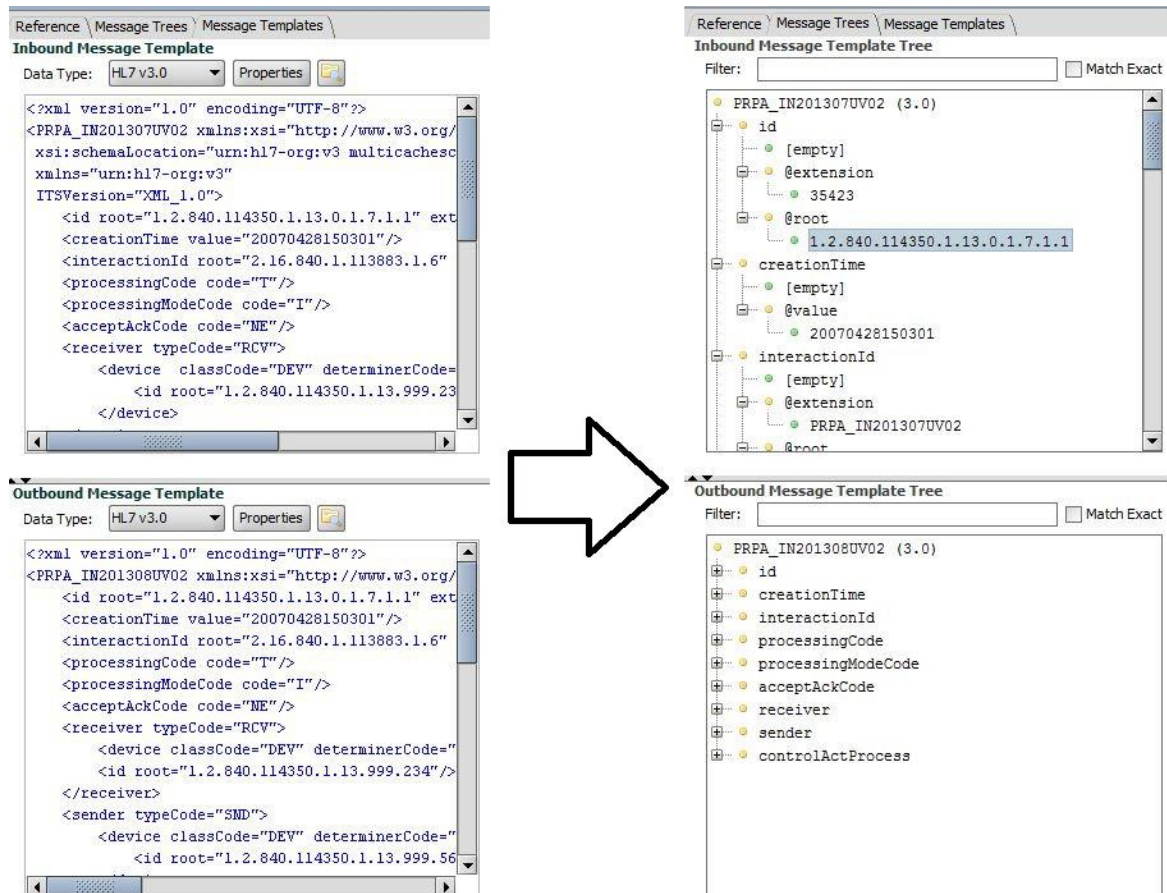 Reference Message Trees Message Templates
Inbound Message Template
Data Type: HL7 v3.0 Properties
<?xml version="1.0" encoding="UTF-8"?>
<PRPA_IN201307UV02 xmlns:xsi="http://www.w3.org/
xsi:schemaLocation="urn:hl7-org:v3 multicachesc
xmlns="urn:hl7-org:v3"
ITSVersion="XML_1.0">
<id root="1.2.840.114350.1.13.0.1.7.1.1" ext
<creationTime value="20070428150301"/>
<interactionId root="2.16.840.1.113883.1.6"
<processingCode code="T"/>
<processingModeCode code="I"/>
<acceptAckCode code="NE"/>
<receiver typeCode="RCV">
<device classCode="DEV" determinerCode=
<id root="1.2.840.114350.1.13.999.23
</device>
Outbound Message Template
Data Type: HL7 v3.0 Properties
<?xml version="1.0" encoding="UTF-8"?>
<PRPA_IN201308UV02 xmlns:xsi="http://www.w3.org/
<id root="1.2.840.114350.1.13.0.1.7.1.1" ext
<creationTime value="20070428150301"/>
<interactionId root="2.16.840.1.113883.1.6"
<processingCode code="T"/>
<processingModeCode code="I"/>
<acceptAckCode code="NE"/>
<receiver typeCode="RCV">
<device classCode="DEV" determinerCode="
<id root="1.2.840.114350.1.13.999.234"/>
</receiver>
<sender typeCode="SND">
<device classCode="DEV" determinerCode="
<id root="1.2.840.114350.1.13.999.56
Reference Message Trees Message Templates
Inbound Message Template Tree
Filter: Match Exact
PRPA_IN201307UV02 (3.0)
id
[empty]
@extension
35423
@root
1.2.840.114350.1.13.0.1.7.1.1
creationTime
[empty]
@value
20070428150301
interactionId
[empty]
@extension
PRPA_IN201307UV02
@root
Outbound Message Template Tree
Filter: Match Exact
PRPA_IN201308UV02 (3.0)
id
creationTime
interactionId
processingCode
processingModeCode
acceptAckCode
receiver
sender
controlActProcess